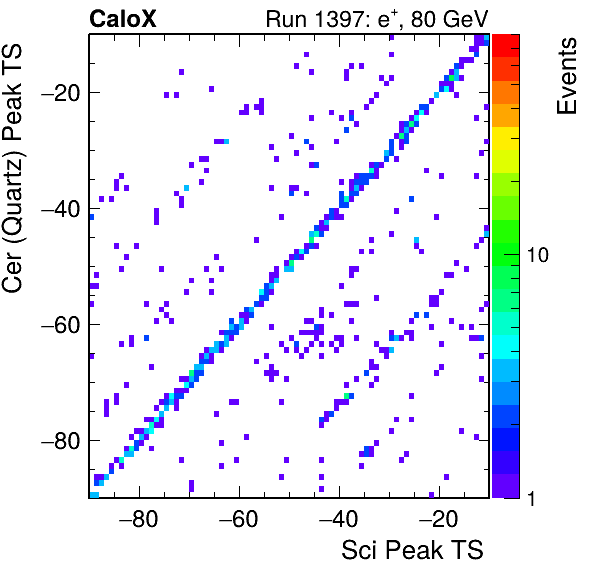 CaloX Run 1397: e⁺, 80 GeV
Cer (Quartz) Peak TS
Events
−20
−40
−60
−80
10
1
−80 −60 −40 −20
Sci Peak TS